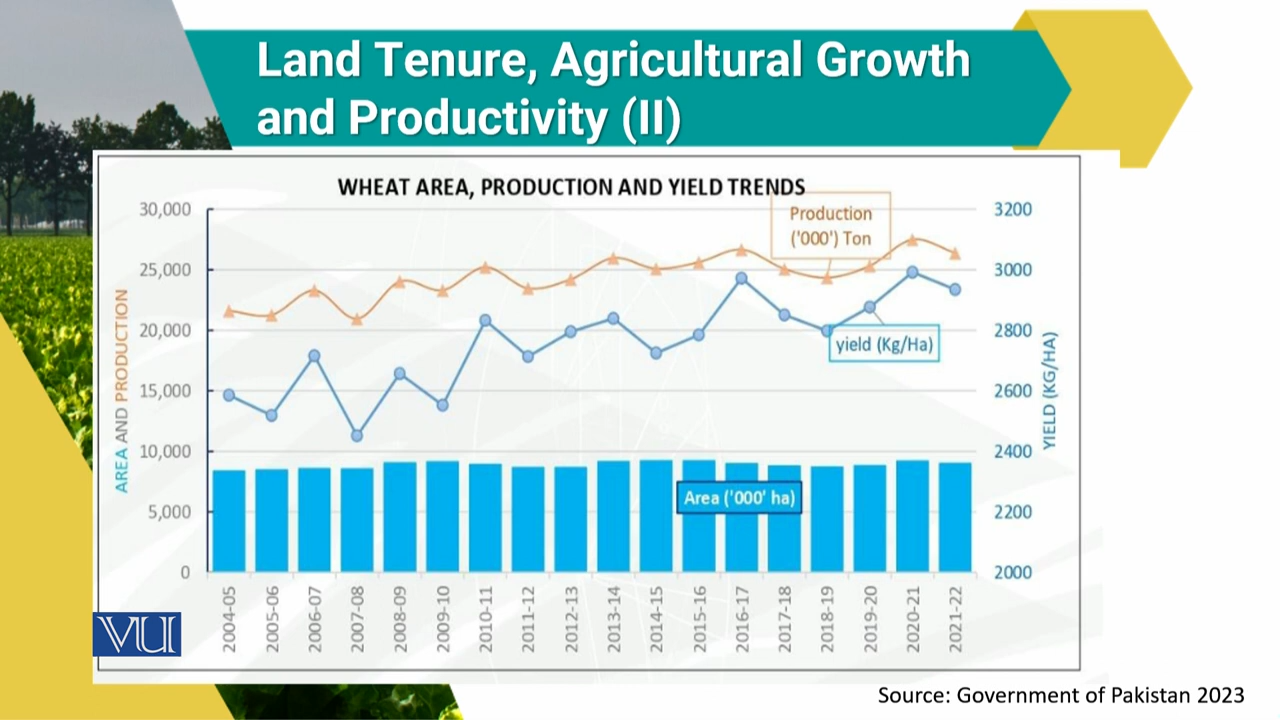 Land Tenure, Agricultural Growth
and Productivity (II)
WHEAT AREA, PRODUCTION AND YIELD TRENDS
Production
('000') Ton
yield (Kg/Ha)
Area ('000' ha)
AREA AND PRODUCTION
30,000
25,000
20,000
15,000
10,000
5,000
0
3200
3000
2800
2600
2400
2200
2000
YIELD (KG/HA)
2004-05
2005-06
2006-07
2007-08
2008-09
2009-10
2010-11
2011-12
2012-13
2013-14
2014-15
2015-16
2016-17
2017-18
2018-19
2019-20
2020-21
2021-22
VU
Source: Government of Pakistan 2023